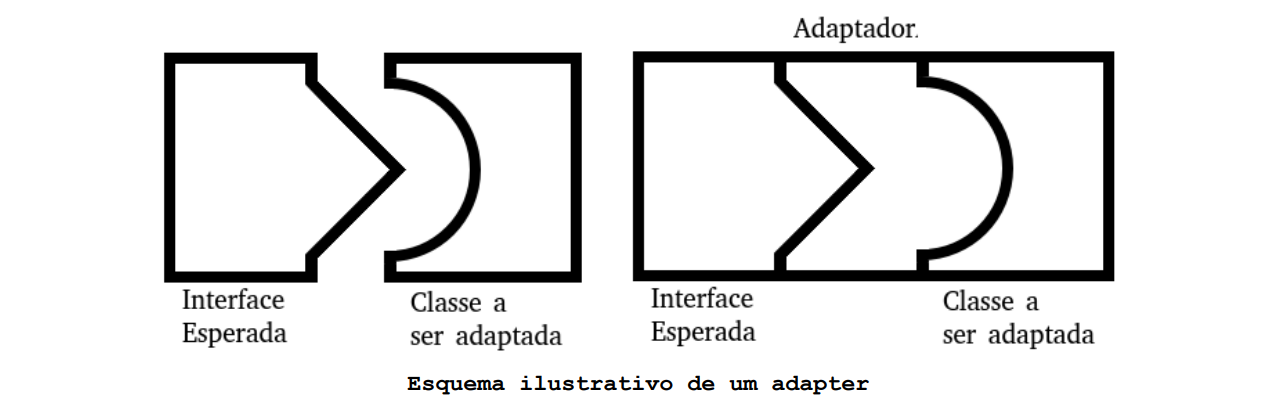 Adaptador.
Interface
Esperada
Classe a
ser adaptada
Interface
Esperada
Classe a
ser adaptada
Esquema ilustrativo de um adapter